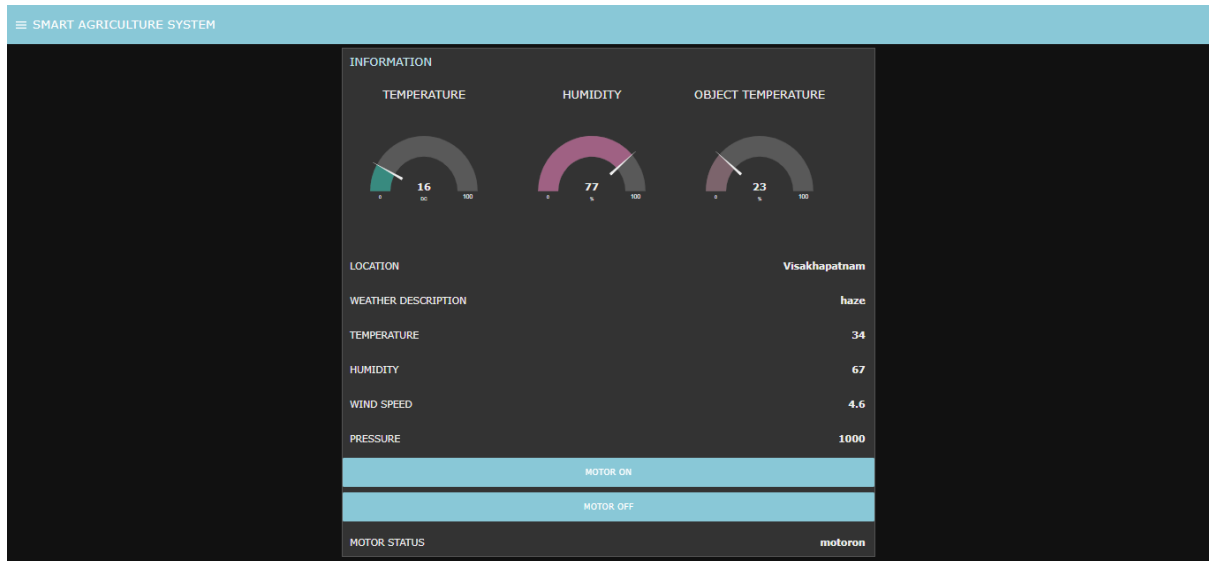 ≡ SMART AGRICULTURE SYSTEM
INFORMATION
TEMPERATURE HUMIDITY OBJECT TEMPERATURE
16 77 23
0 OC 100 0 % 100 0 % 100
LOCATION Visakhapatnam
WEATHER DESCRIPTION haze
TEMPERATURE 34
HUMIDITY 67
WIND SPEED 4.6
PRESSURE 1000
MOTOR ON
MOTOR OFF
MOTOR STATUS motoron